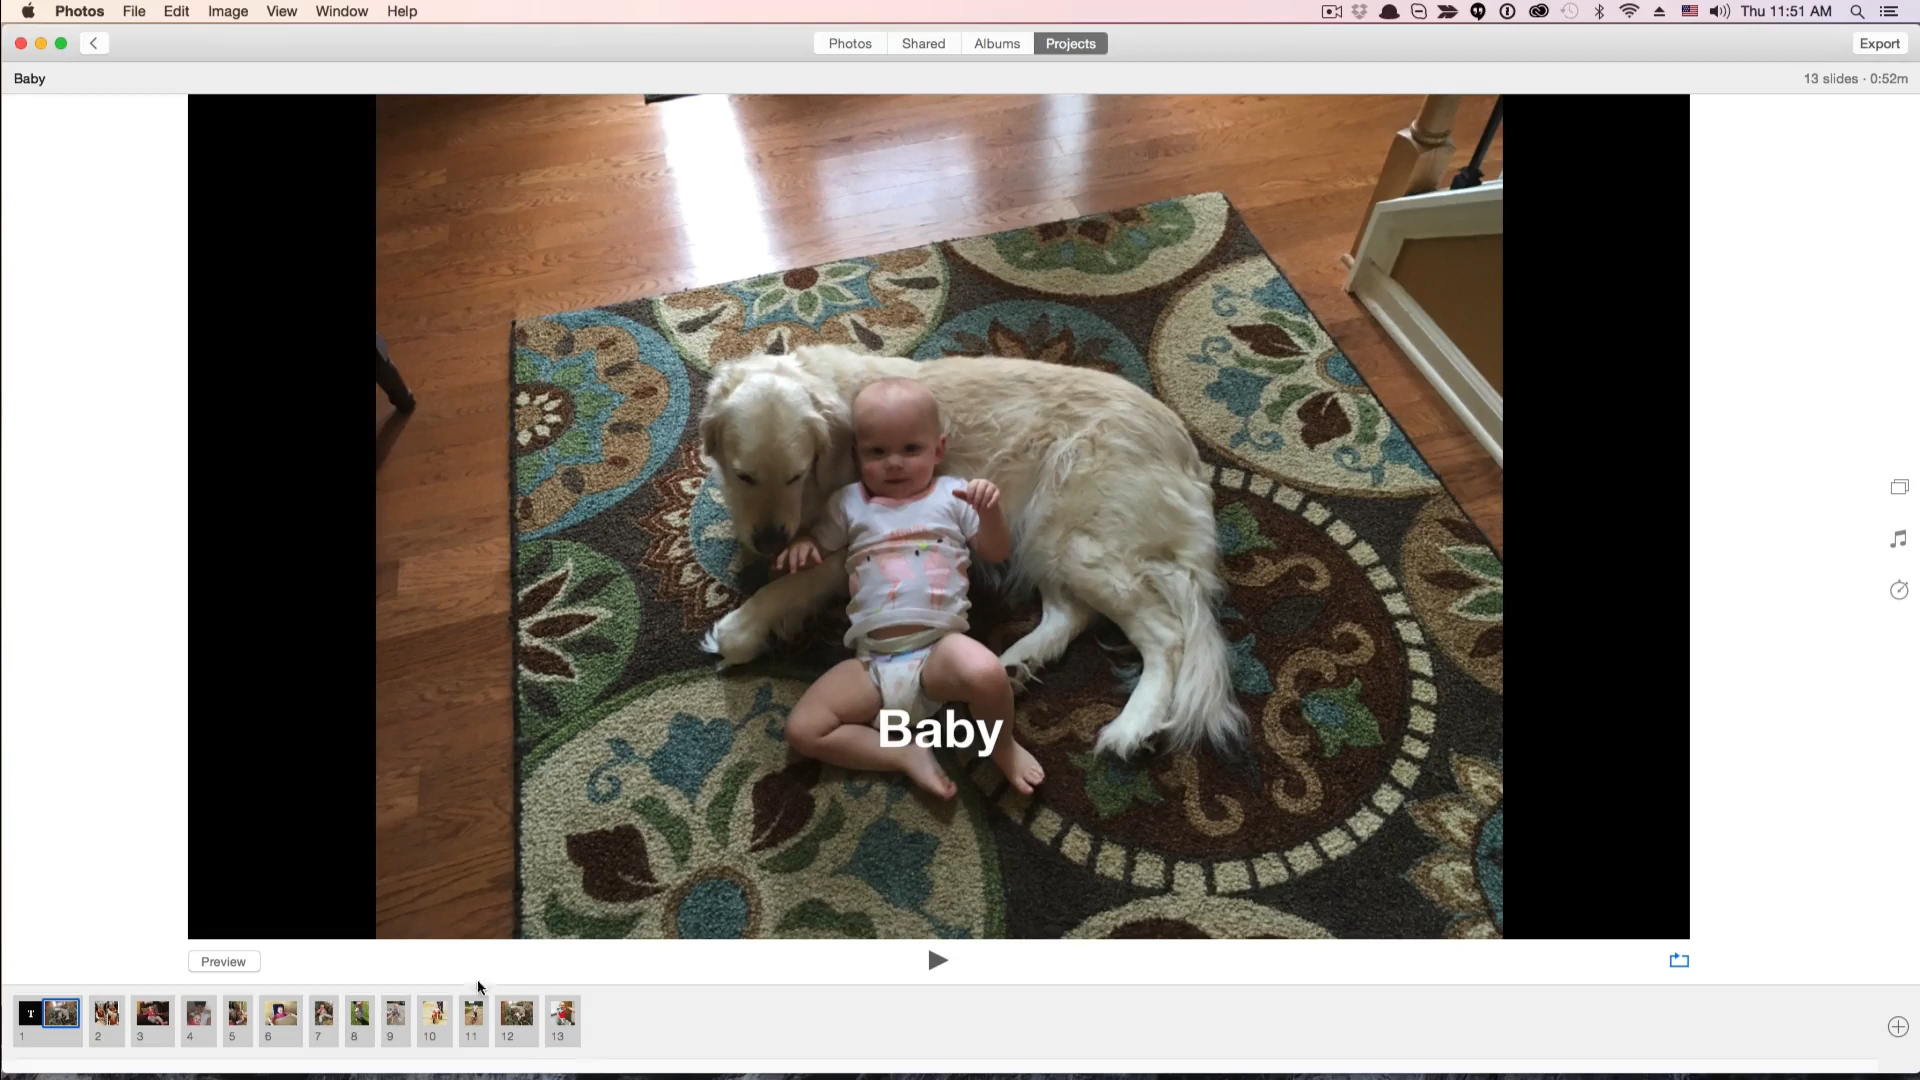 Photos File Edit Image View Window Help Thu 11:51 AM
Photos Shared Albums Projects Export
Baby 13 slides · 0:52m
Baby
Preview
T
1 2 3 4 5 6 7 8 9 10 11 12 13